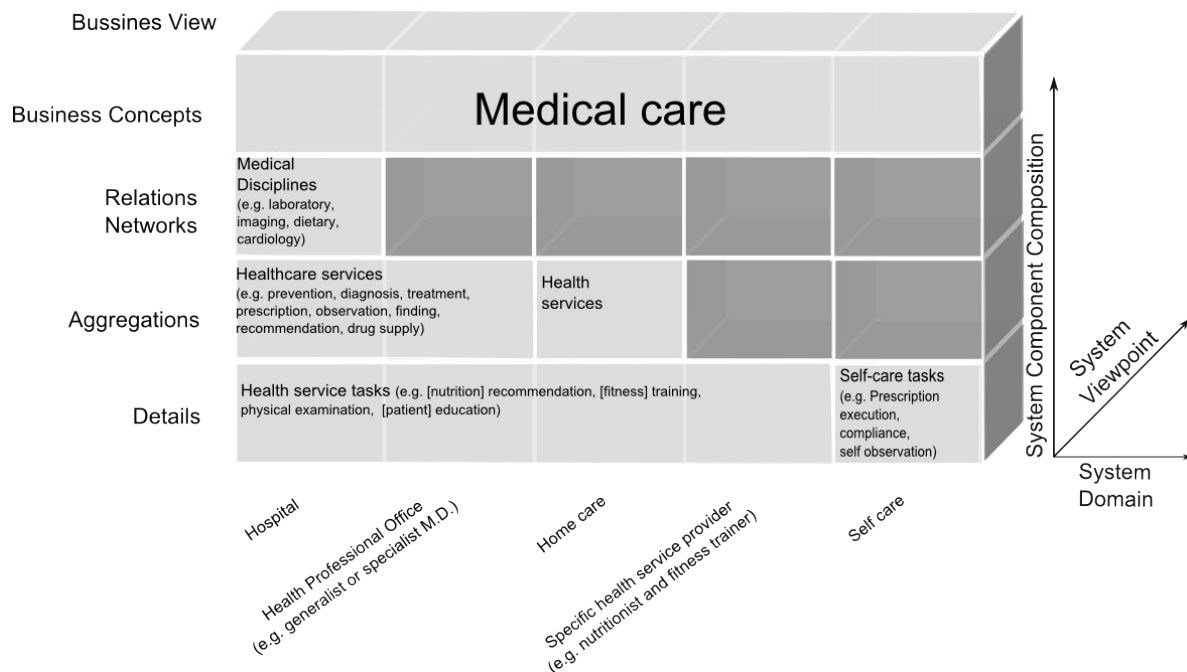 Bussines View
Business Concepts
Medical care
Relations
Networks
Medical
Disciplines
(e.g. laboratory,
imaging, dietary,
cardiology)
Aggregations
Healthcare services
(e.g. prevention, diagnosis, treatment,
prescription, observation, finding,
recommendation, drug supply)
Health
services
Details
Health service tasks (e.g. [nutrition] recommendation, [fitness] training,
physical examination, [patient] education)
Self-care tasks
(e.g. Prescription
execution,
compliance,
self observation)
Hospital
Health Professional Office
(e.g. generalist or specialist M.D.)
Home care
Specific health service provider
(e.g. nutritionist and fitness trainer)
Self care
System Component Composition
System
Viewpoint
System
Domain